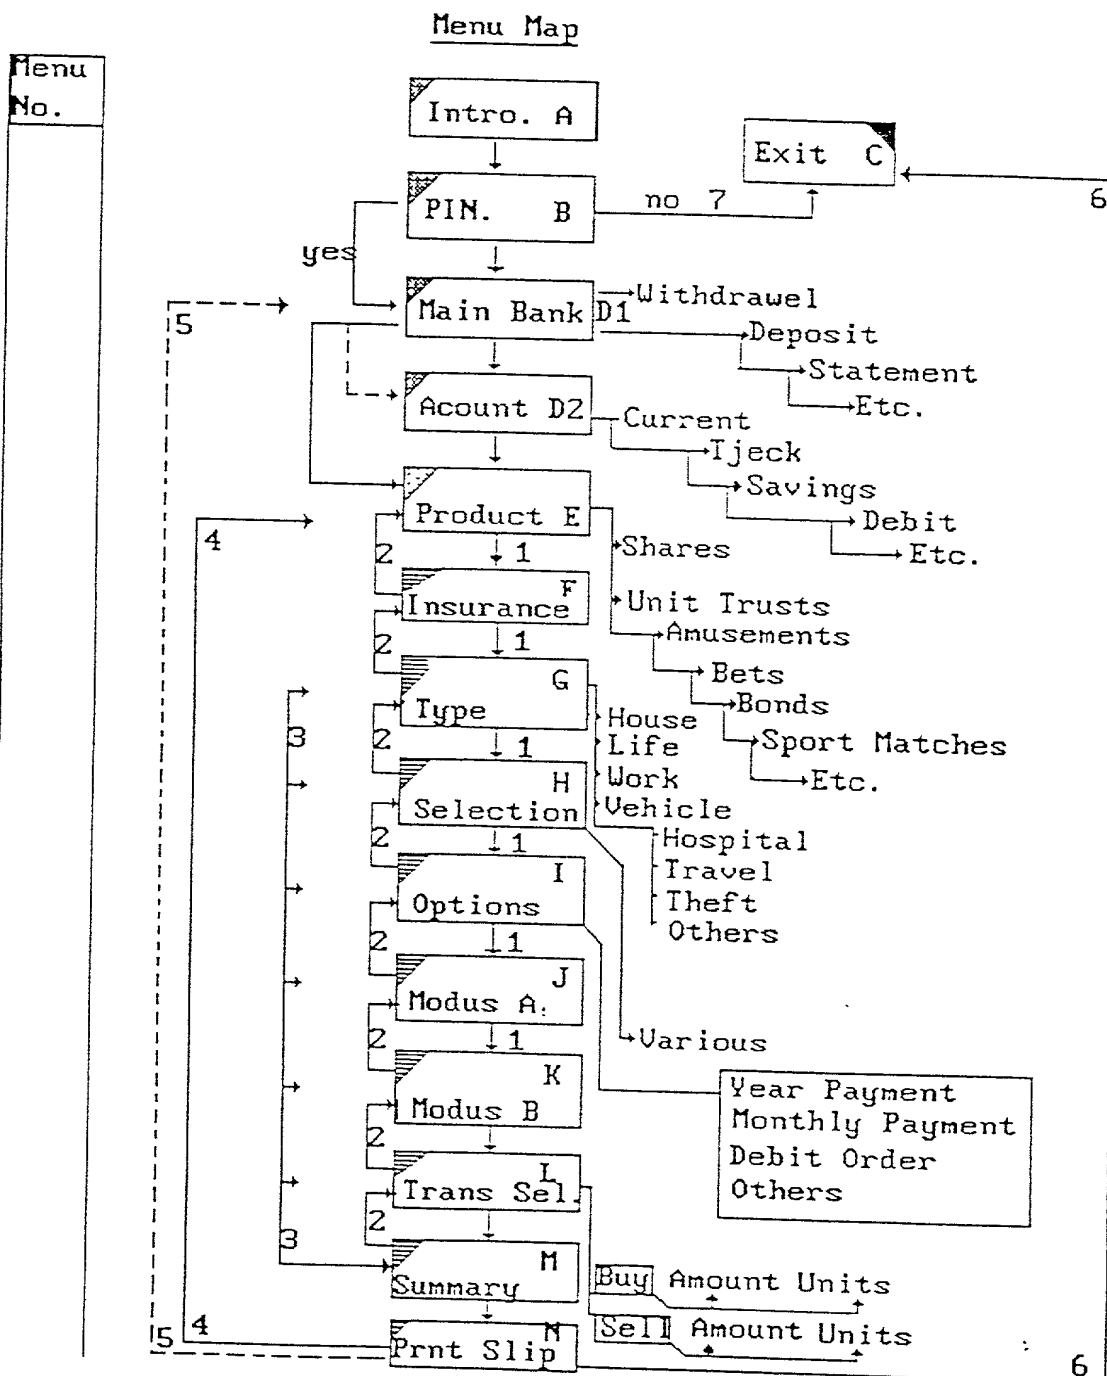 Menu Map
Menu
No.
Intro. A
Exit C
6
PIN. B
no 7
yes
Main Bank D1
Withdrawel
5
Deposit
Statement
Etc.
Acount D2
Current
Tjeck
Savings
Debit
Etc.
Product E
4
1
2
Shares
F
Insurance
Unit Trusts
1
2
Amusements
G
Type
Bets
Bonds
House
3
1
2
Life
Sport Matches
Work
Etc.
H
Selection
Vehicle
1
2
Hospital
Travel
Theft
Others
I
Options
1
2
J
Modus A.
1
2
Various
K
Modus B
Year Payment
Monthly Payment
Debit Order
Others
2
L
Trans Sel.
2
3
M
Summary
Buy Amount Units
4
5
N
Prnt Slip
Sell Amount Units
6